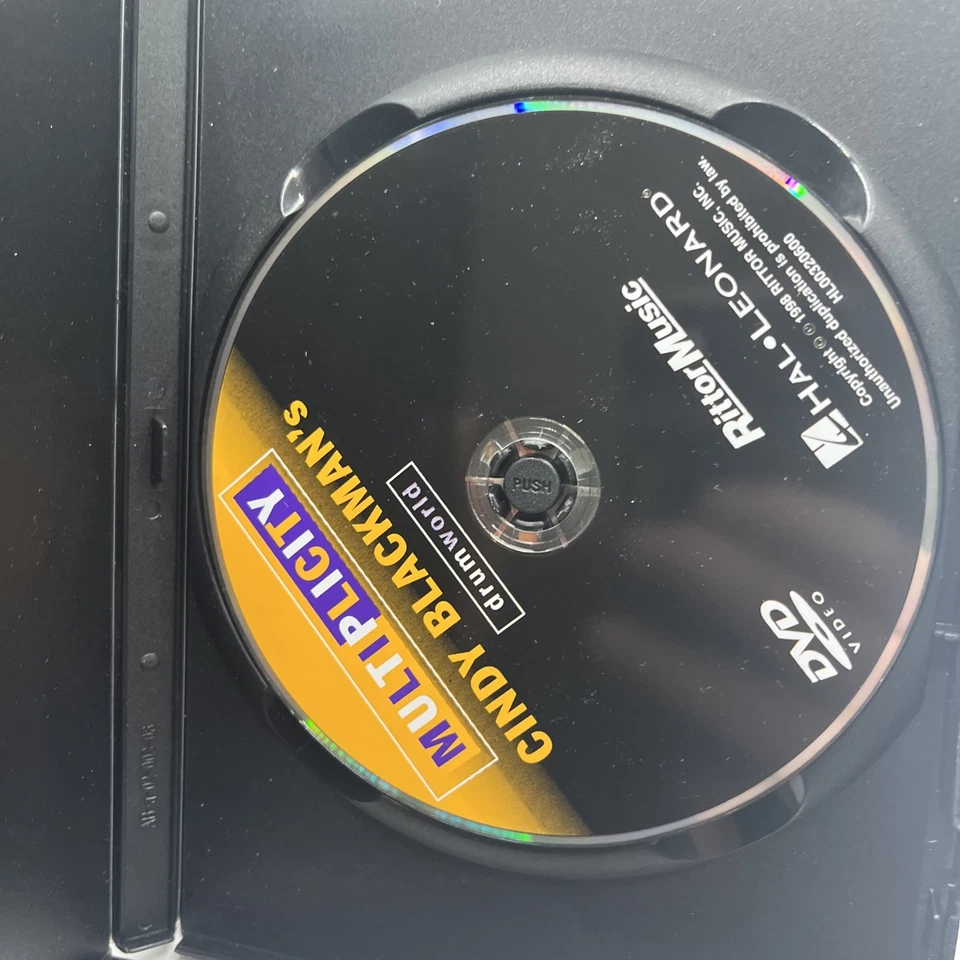 CINDY BLACKMAN's
MULTIPLICITY
drumworld
PUSH
DVD
VIDEO
RittorMusic
HAL•LEONARD®
Copyright © ℗ 1998 RITTOR MUSIC, INC.
Unauthorized duplication is prohibited by law.
HL00320600